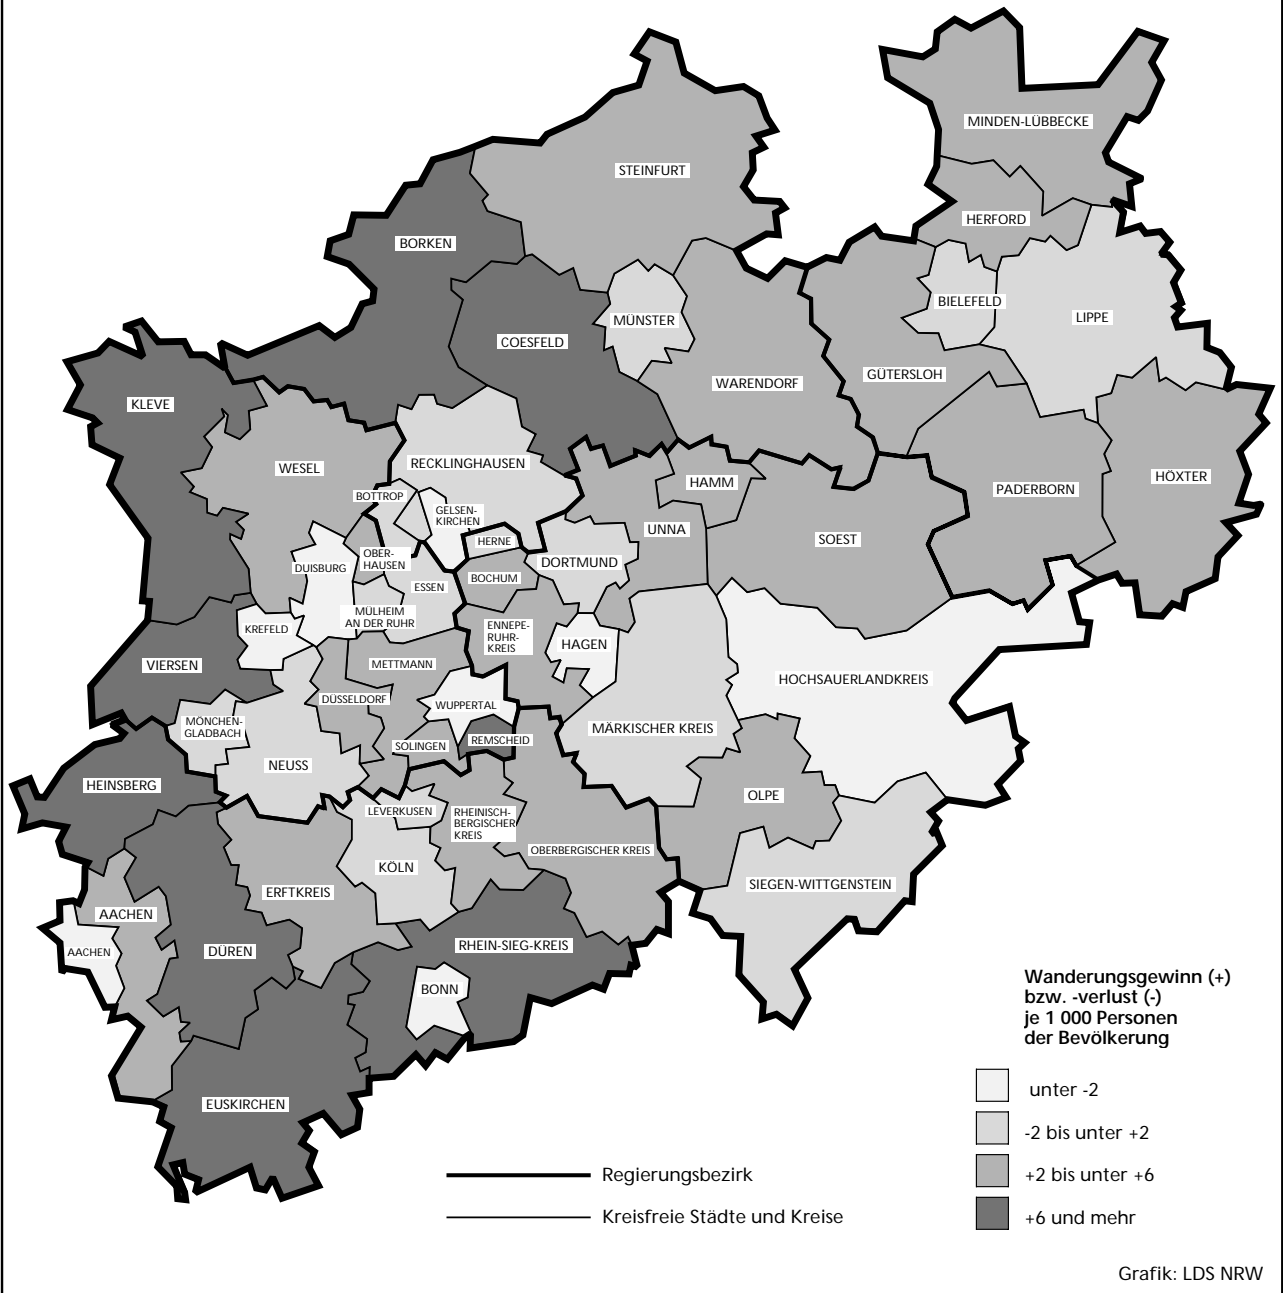 MINDEN-LÜBBECKE
STEINFURT
HERFORD
BORKEN
BIELEFELD
LIPPE
MÜNSTER
COESFELD
GÜTERSLOH
WARENDORF
KLEVE
RECKLINGHAUSEN
WESEL
HÖXTER
HAMM
PADERBORN
BOTTROP
GELSEN-
KIRCHEN
UNNA
SOEST
HERNE
OBER-
HAUSEN
DORTMUND
DUISBURG
BOCHUM
ESSEN
MÜLHEIM
AN DER RUHR
KREFELD
ENNEPE-
RUHR-
KREIS
HAGEN
VIERSEN
METTMANN
HOCHSAUERLANDKREIS
DÜSSELDORF
WUPPERTAL
MÖNCHEN-
GLADBACH
MÄRKISCHER KREIS
SOLINGEN
REMSCHEID
NEUSS
HEINSBERG
OLPE
LEVERKUSEN
RHEINISCH-
BERGISCHER
KREIS
OBERBERGISCHER KREIS
KÖLN
SIEGEN-WITTGENSTEIN
ERFTKREIS
AACHEN
DÜREN
RHEIN-SIEG-KREIS
AACHEN
BONN
EUSKIRCHEN
Wanderungsgewinn (+)
bzw. -verlust (-)
je 1 000 Personen
der Bevölkerung
unter -2
-2 bis unter +2
+2 bis unter +6
+6 und mehr
Regierungsbezirk
Kreisfreie Städte und Kreise
Grafik: LDS NRW